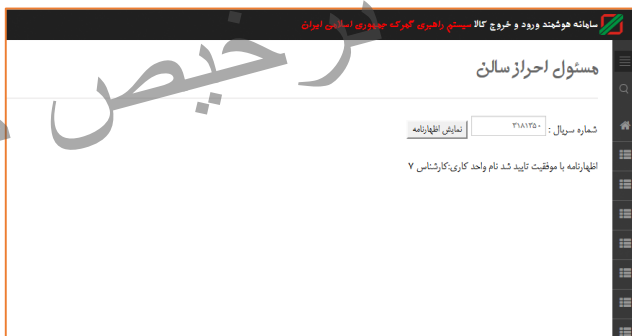 سامانه هوشمند ورود و خروج کالا سیستم راهبری گمرک جمهوری اسلامی ایران
مسئول احراز سالن
شماره سریال : ۳۱۸۱۳۵۰ نمایش اظهارنامه
اظهارنامه با موفقیت تایید شد نام واحد کاری:کارشناس ۷